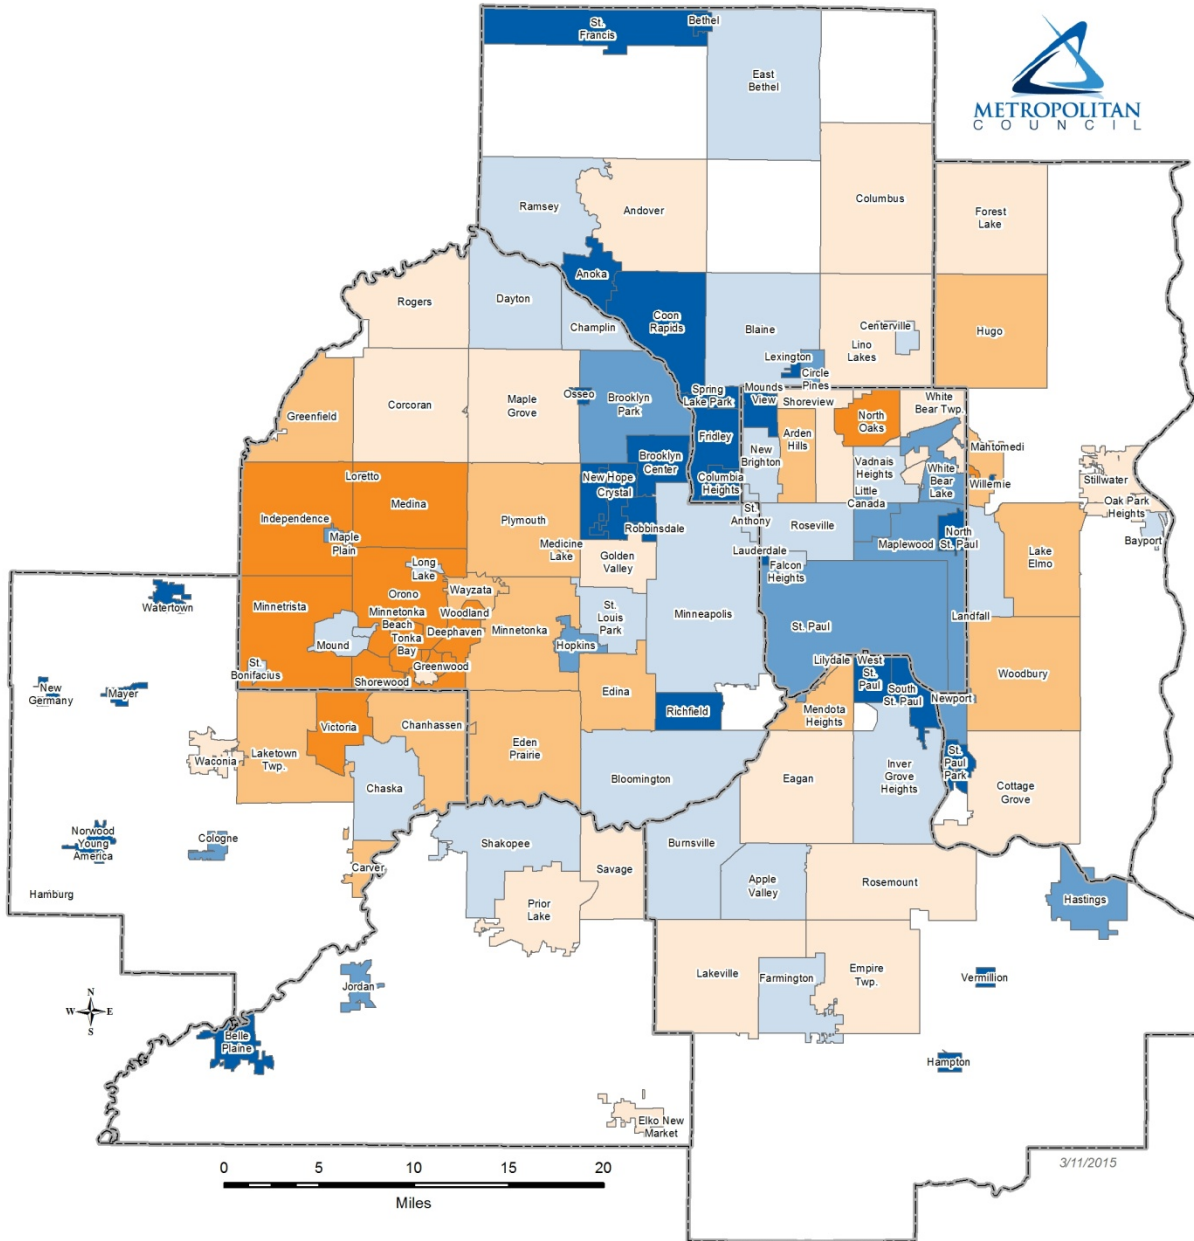 St.
Francis
Bethel
East
Bethel
METROPOLITAN
COUNCIL
Ramsey
Andover
Columbus
Forest
Lake
Anoka
Rogers
Dayton
Champlin
Coon
Rapids
Blaine
Centerville
Lino
Lakes
Hugo
Lexington
Circle
Pines
Greenfield
Corcoran
Maple
Grove
Osseo
Brooklyn
Park
Spring
Lake Park
Mounds
View
Shoreview
White
Bear Twp.
North
Oaks
Fridley
Arden
Hills
New
Brighton
Mahtomedi
Brooklyn
Center
Vadnais
Heights
White
Bear
Lake
Willernie
Stillwater
Oak Park
Heights
Loretto
Medina
New Hope
Crystal
Columbia
Heights
Little
Canada
Independence
Plymouth
Robbinsdale
St.
Anthony
Roseville
Maplewood
North
St. Paul
Bayport
Maple
Plain
Medicine
Lake
Golden
Valley
Lauderdale
Falcon
Heights
Lake
Elmo
Long
Lake
Orono
Wayzata
Watertown
Minnetrista
Minnetonka
Beach
Woodland
Tonka
Bay
Deephaven
Minnetonka
St.
Louis
Park
Minneapolis
St. Paul
Landfall
Mound
Hopkins
St.
Bonifacius
Greenwood
Shorewood
Lilydale
West
St.
Paul
South
St. Paul
Woodbury
New
Germany
Mayer
Edina
Richfield
Mendota
Heights
Newport
Victoria
Chanhassen
Waconia
Laketown
Twp.
Eden
Prairie
Bloomington
Eagan
Inver
Grove
Heights
St.
Paul
Park
Cottage
Grove
Chaska
Norwood
Young
America
Cologne
Shakopee
Burnsville
Carver
Savage
Apple
Valley
Rosemount
Hamburg
Prior
Lake
Hastings
Jordan
Lakeville
Farmington
Empire
Twp.
Vermillion
N
W E
S
Belle
Plaine
Hampton
Elko New
Market
3/11/2015
0 5 10 15 20
Miles